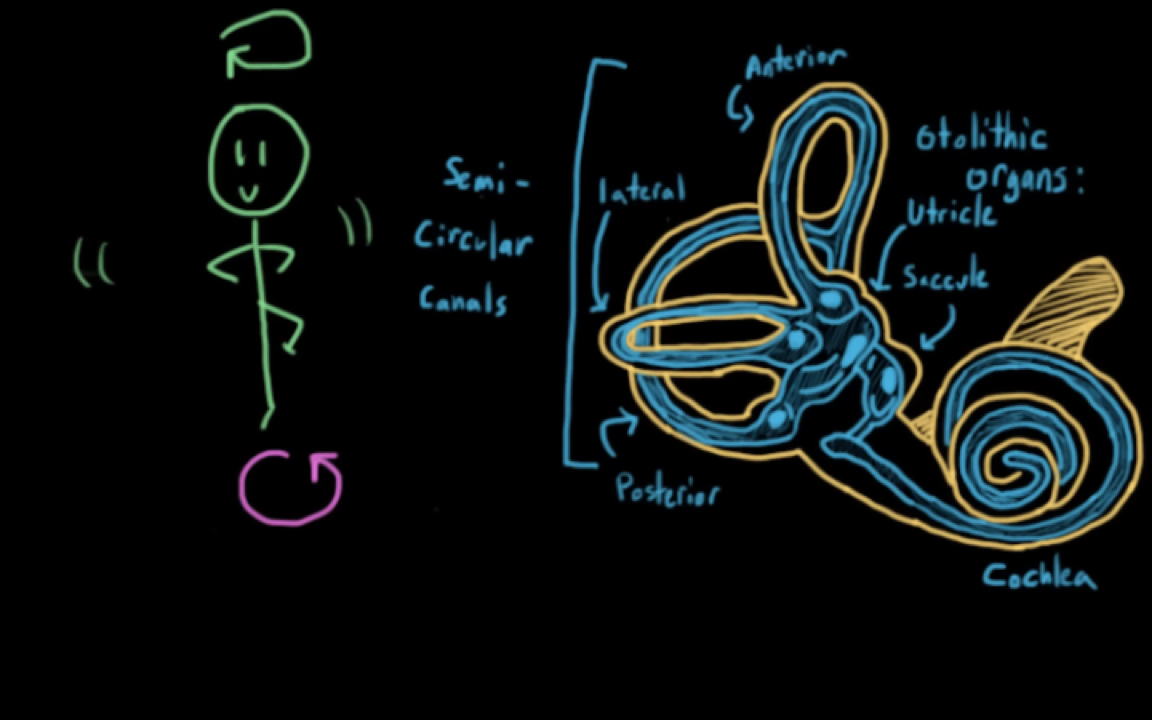 Anterior
Otolithic
organs:
lateral
Utricle
Semi-
Circular
Canals
Saccule
Posterior
Cochlea